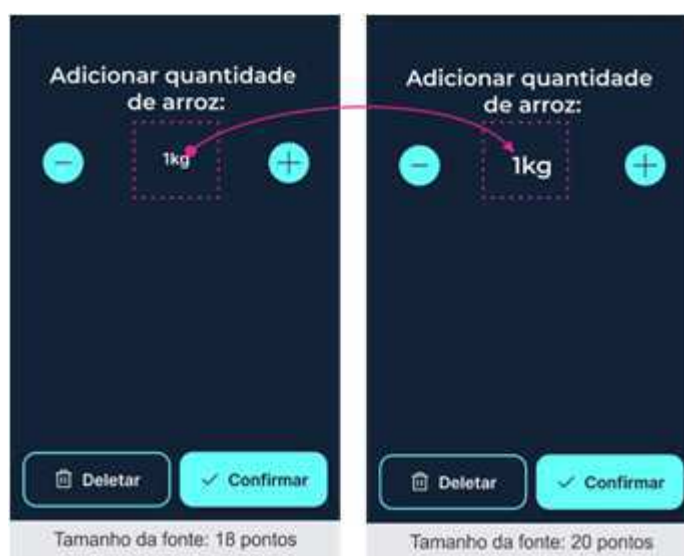 Adicionar quantidade
de arroz:
1kg
Deletar
Confirmar
Tamanho da fonte: 18 pontos
Adicionar quantidade
de arroz:
1kg
Deletar
Confirmar
Tamanho da fonte: 20 pontos